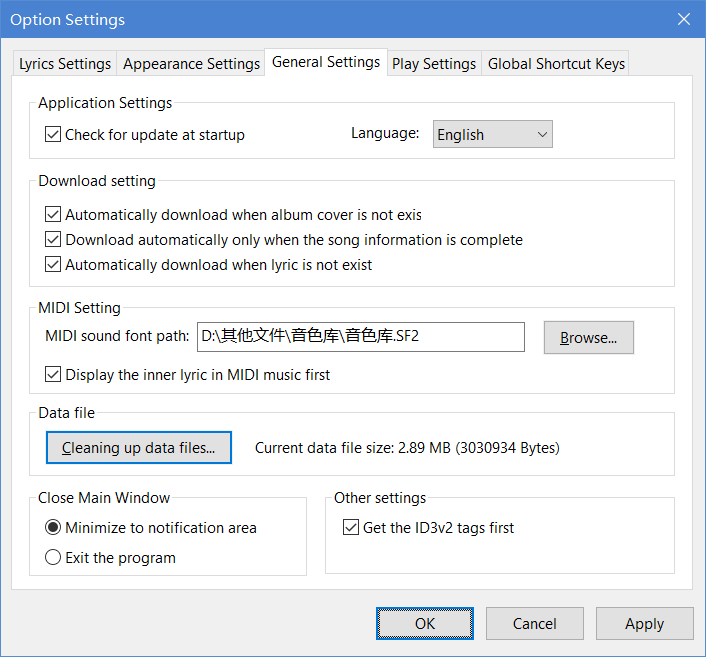 Option Settings
Lyrics Settings Appearance Settings General Settings Play Settings Global Shortcut Keys
Application Settings
Check for update at startup Language: English
Download setting
Automatically download when album cover is not exis
Download automatically only when the song information is complete
Automatically download when lyric is not exist
MIDI Setting
MIDI sound font path: D:\其他文件\音色库\音色库.SF2 Browse...
Display the inner lyric in MIDI music first
Data file
Cleaning up data files... Current data file size: 2.89 MB (3030934 Bytes)
Close Main Window
Minimize to notification area
Exit the program
Other settings
Get the ID3v2 tags first
OK Cancel Apply